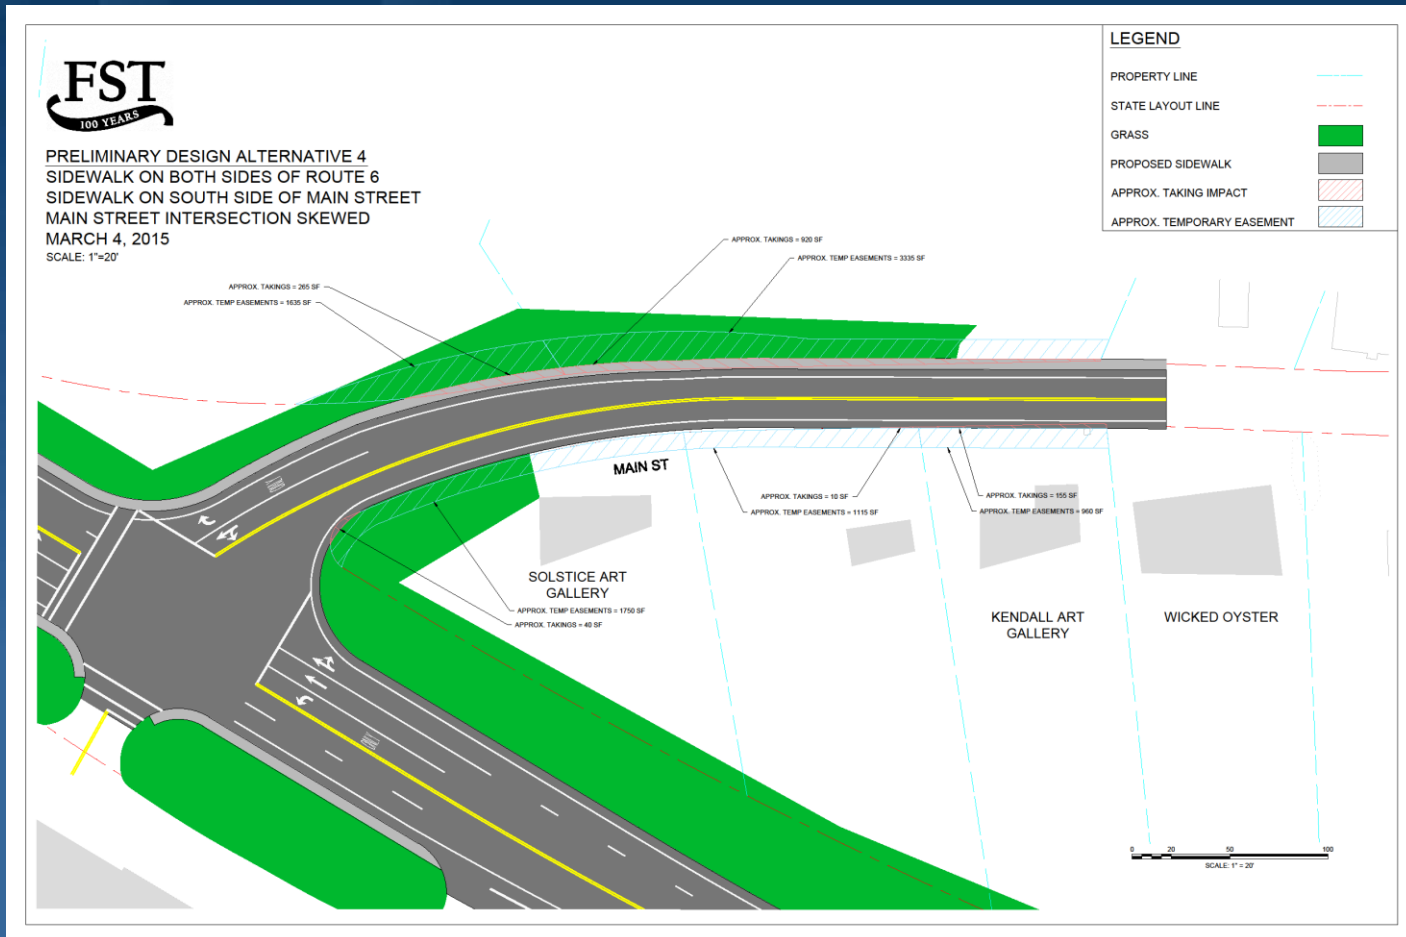 FST
100 YEARS
PRELIMINARY DESIGN ALTERNATIVE 4
SIDEWALK ON BOTH SIDES OF ROUTE 6
SIDEWALK ON SOUTH SIDE OF MAIN STREET
MAIN STREET INTERSECTION SKEWED
MARCH 4, 2015
SCALE: 1"=20'
LEGEND
PROPERTY LINE
STATE LAYOUT LINE
GRASS
PROPOSED SIDEWALK
APPROX. TAKING IMPACT
APPROX. TEMPORARY EASEMENT
APPROX. TAKINGS = 920 SF
APPROX. TEMP EASEMENTS = 3335 SF
APPROX. TAKINGS = 265 SF
APPROX. TEMP EASEMENTS = 1635 SF
MAIN ST
APPROX. TAKINGS = 10 SF
APPROX. TEMP EASEMENTS = 1115 SF
APPROX. TAKINGS = 155 SF
APPROX. TEMP EASEMENTS = 960 SF
SOLSTICE ART
GALLERY
APPROX. TEMP EASEMENTS = 1750 SF
APPROX. TAKINGS = 40 SF
KENDALL ART
GALLERY
WICKED OYSTER
0 20 50 100
SCALE: 1" = 20'